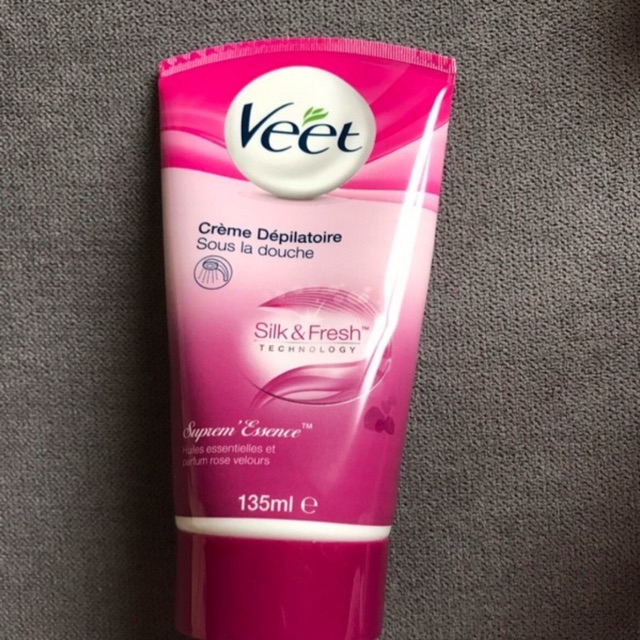 Veet
Crème Dépilatoire
Sous la douche
Silk & Fresh™
TECHNOLOGY
Suprem'Essence™
Huiles essentielles et
parfum rose velours
135ml ℮